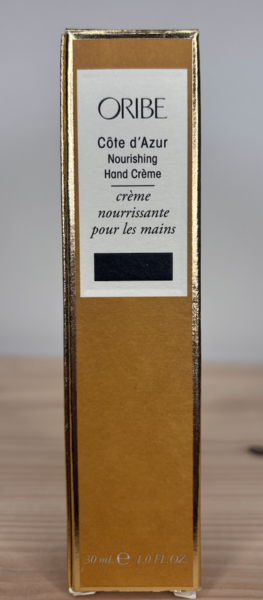 ORIBE
Côte d'Azur
Nourishing
Hand Crème
crème
nourrissante
pour les mains
30 mL ℮ 1.0 FL.OZ.